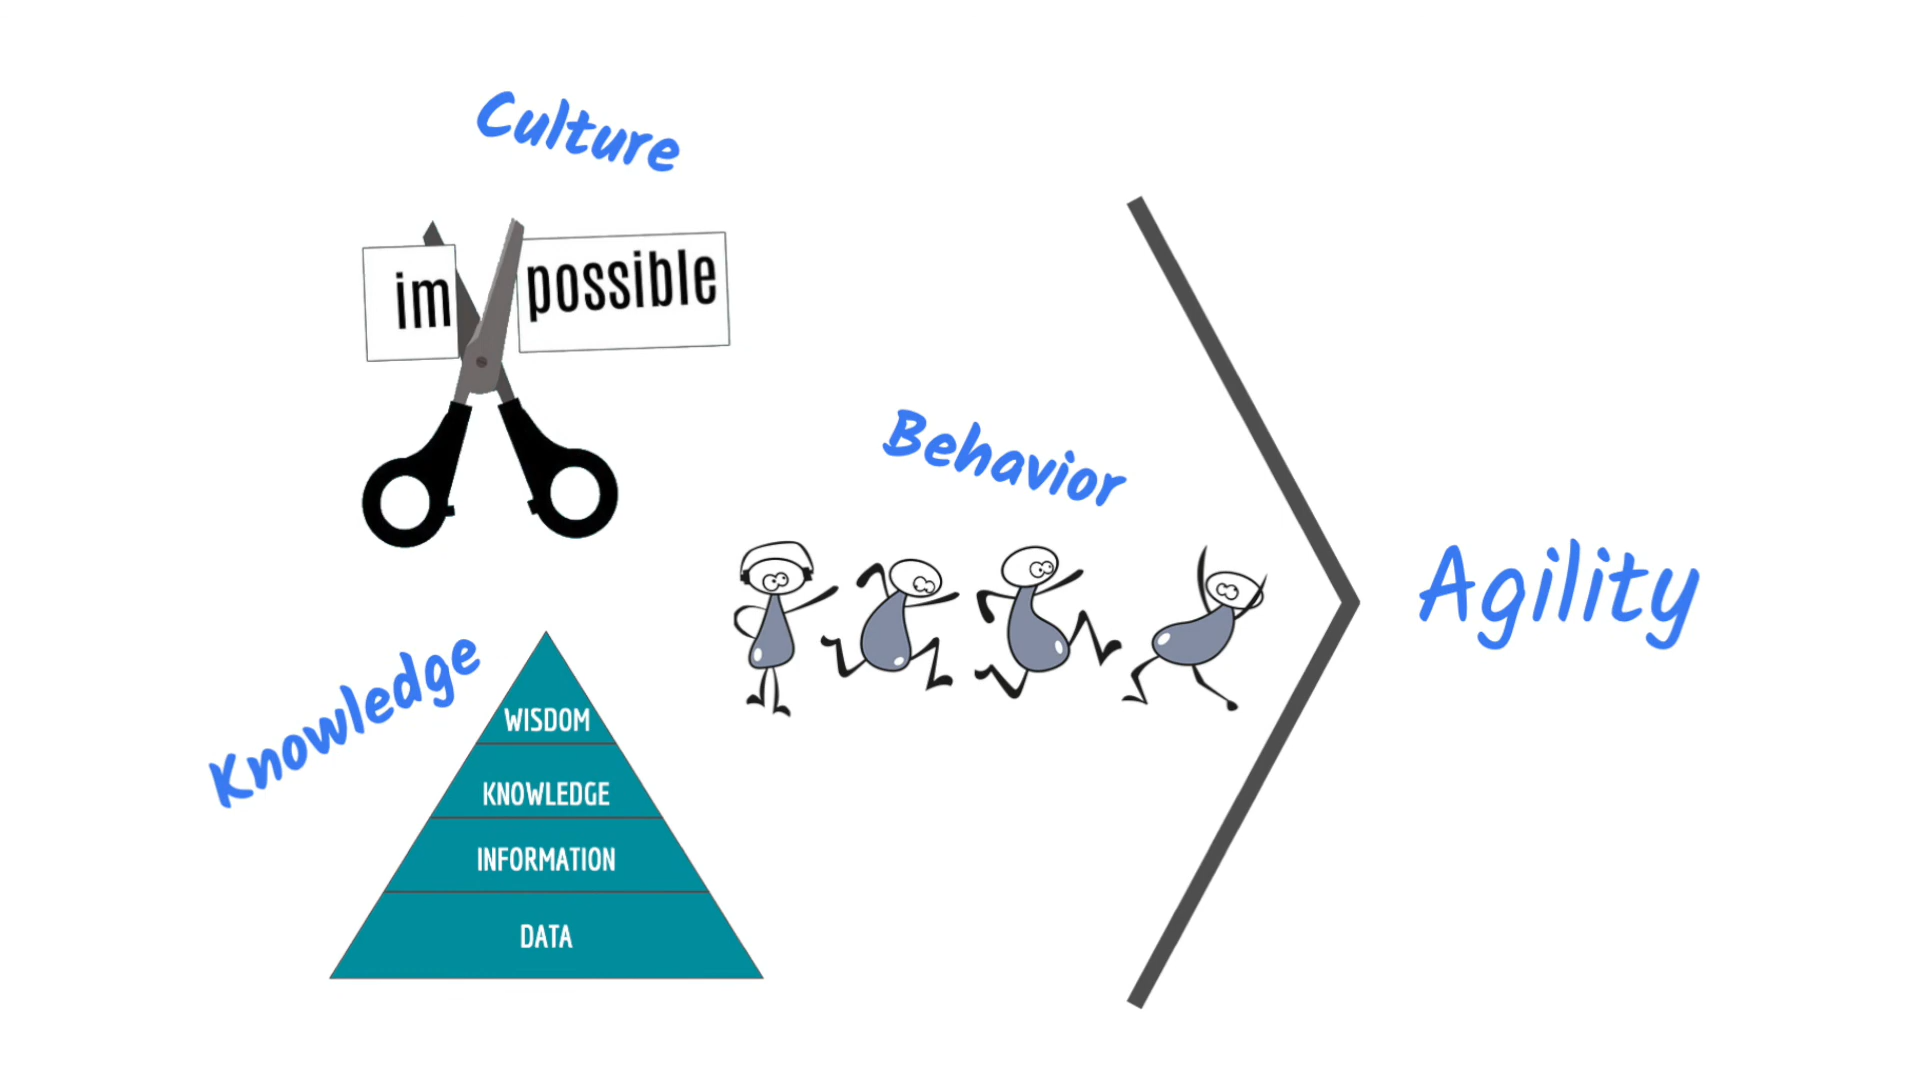 Culture
im possible
Behavior
Agility
Knowledge
WISDOM
KNOWLEDGE
INFORMATION
DATA